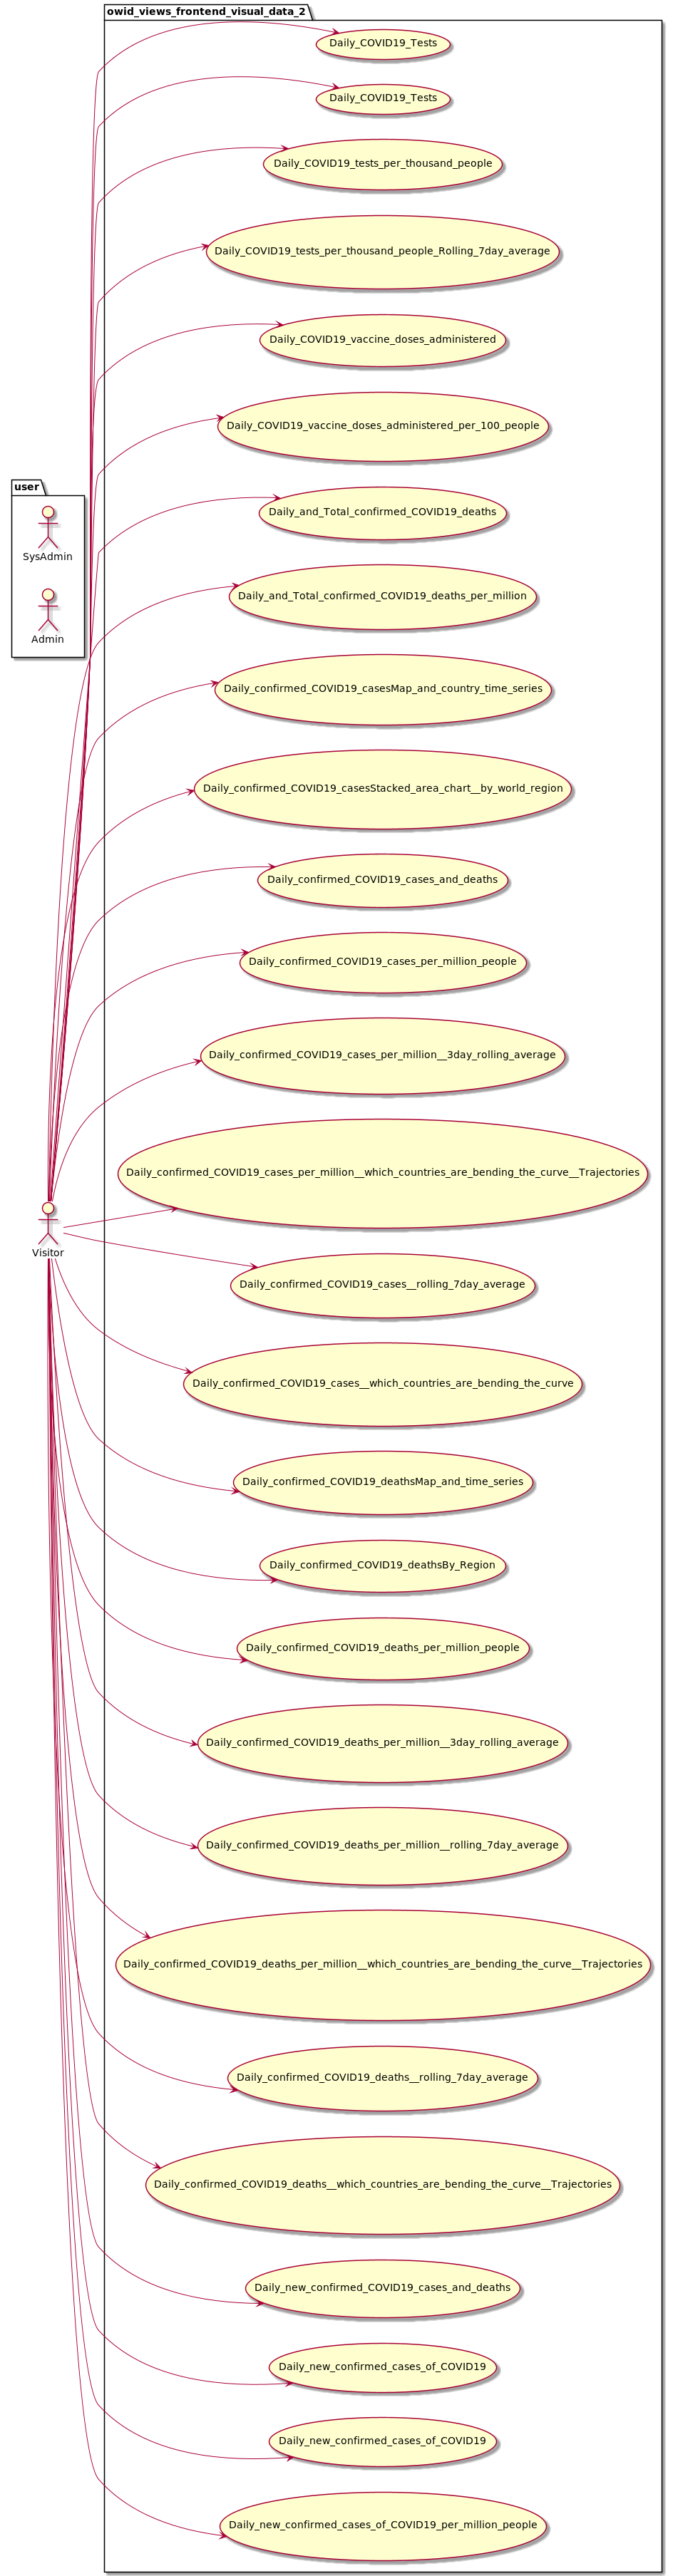 owid_views_frontend_visual_data_2
Daily_COVID19_Tests
Daily_COVID19_Tests
Daily_COVID19_tests_per_thousand_people
Daily_COVID19_tests_per_thousand_people_Rolling_7day_average
Daily_COVID19_vaccine_doses_administered
Daily_COVID19_vaccine_doses_administered_per_100_people
user
Daily_and_Total_confirmed_COVID19_deaths
SysAdmin
Daily_and_Total_confirmed_COVID19_deaths_per_million
Admin
Daily_confirmed_COVID19_casesMap_and_country_time_series
Daily_confirmed_COVID19_casesStacked_area_chart__by_world_region
Daily_confirmed_COVID19_cases_and_deaths
Daily_confirmed_COVID19_cases_per_million_people
Daily_confirmed_COVID19_cases_per_million__3day_rolling_average
Daily_confirmed_COVID19_cases_per_million__which_countries_are_bending_the_curve__Trajectories
Visitor
Daily_confirmed_COVID19_cases__rolling_7day_average
Daily_confirmed_COVID19_cases__which_countries_are_bending_the_curve
Daily_confirmed_COVID19_deathsMap_and_time_series
Daily_confirmed_COVID19_deathsBy_Region
Daily_confirmed_COVID19_deaths_per_million_people
Daily_confirmed_COVID19_deaths_per_million__3day_rolling_average
Daily_confirmed_COVID19_deaths_per_million__rolling_7day_average
Daily_confirmed_COVID19_deaths_per_million__which_countries_are_bending_the_curve__Trajectories
Daily_confirmed_COVID19_deaths__rolling_7day_average
Daily_confirmed_COVID19_deaths__which_countries_are_bending_the_curve__Trajectories
Daily_new_confirmed_COVID19_cases_and_deaths
Daily_new_confirmed_cases_of_COVID19
Daily_new_confirmed_cases_of_COVID19
Daily_new_confirmed_cases_of_COVID19_per_million_people